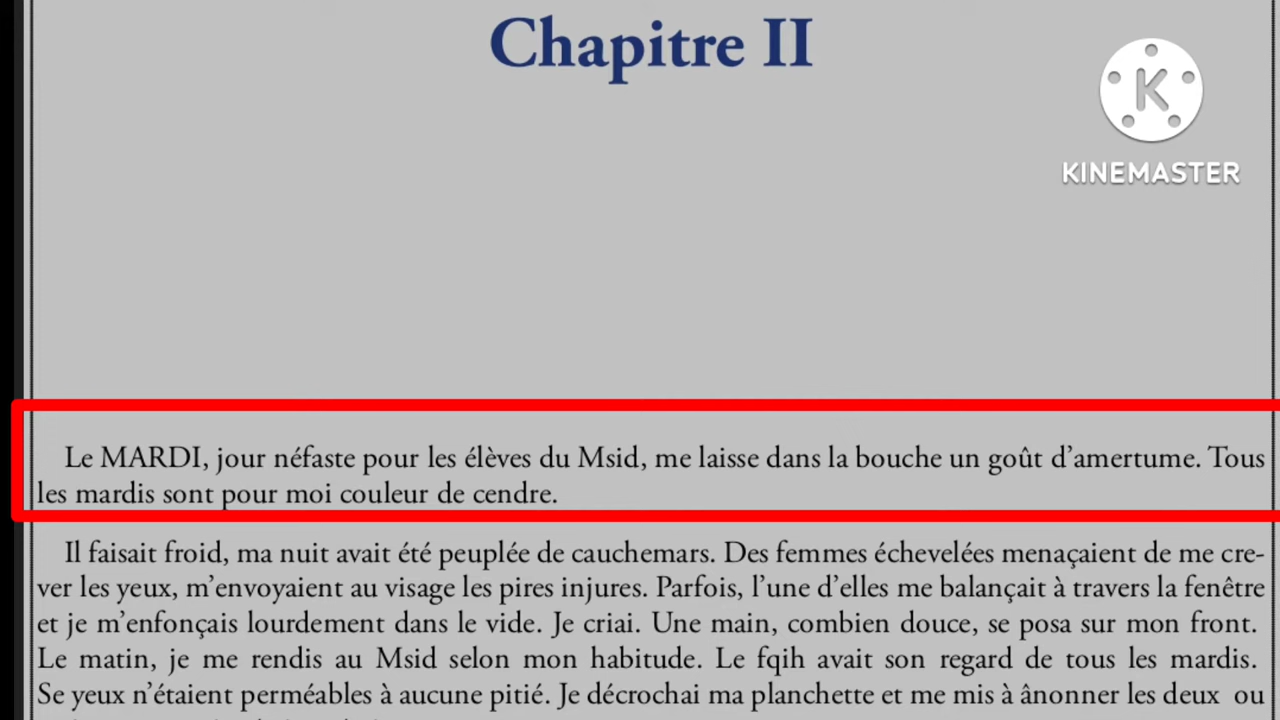 Chapitre II
K
KINEMASTER
Le MARDI, jour néfaste pour les élèves du Msid, me laisse dans la bouche un goût d’amertume. Tous
les mardis sont pour moi couleur de cendre.
Il faisait froid, ma nuit avait été peuplée de cauchemars. Des femmes échevelées menaçaient de me cre-
ver les yeux, m’envoyaient au visage les pires injures. Parfois, l’une d’elles me balançait à travers la fenêtre
et je m’enfonçais lourdement dans le vide. Je criai. Une main, combien douce, se posa sur mon front.
Le matin, je me rendis au Msid selon mon habitude. Le fqih avait son regard de tous les mardis.
Se yeux n’étaient perméables à aucune pitié. Je décrochai ma planchette et me mis à ânonner les deux ou